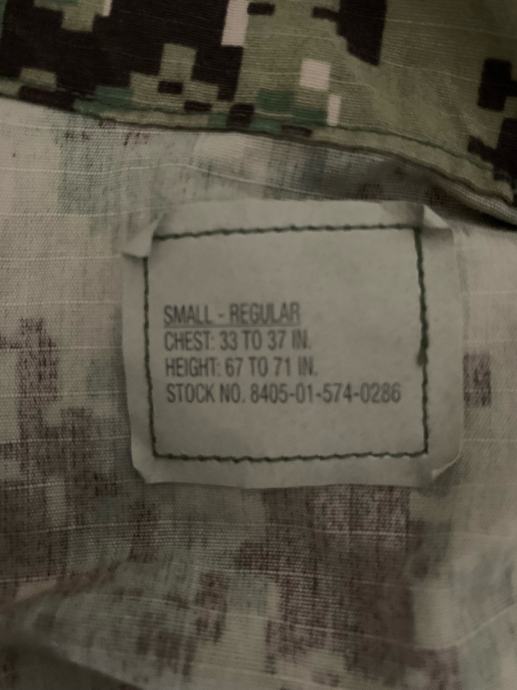 SMALL - REGULAR
CHEST: 33 TO 37 IN.
HEIGHT: 67 TO 71 IN.
STOCK NO. 8405-01-574-0286